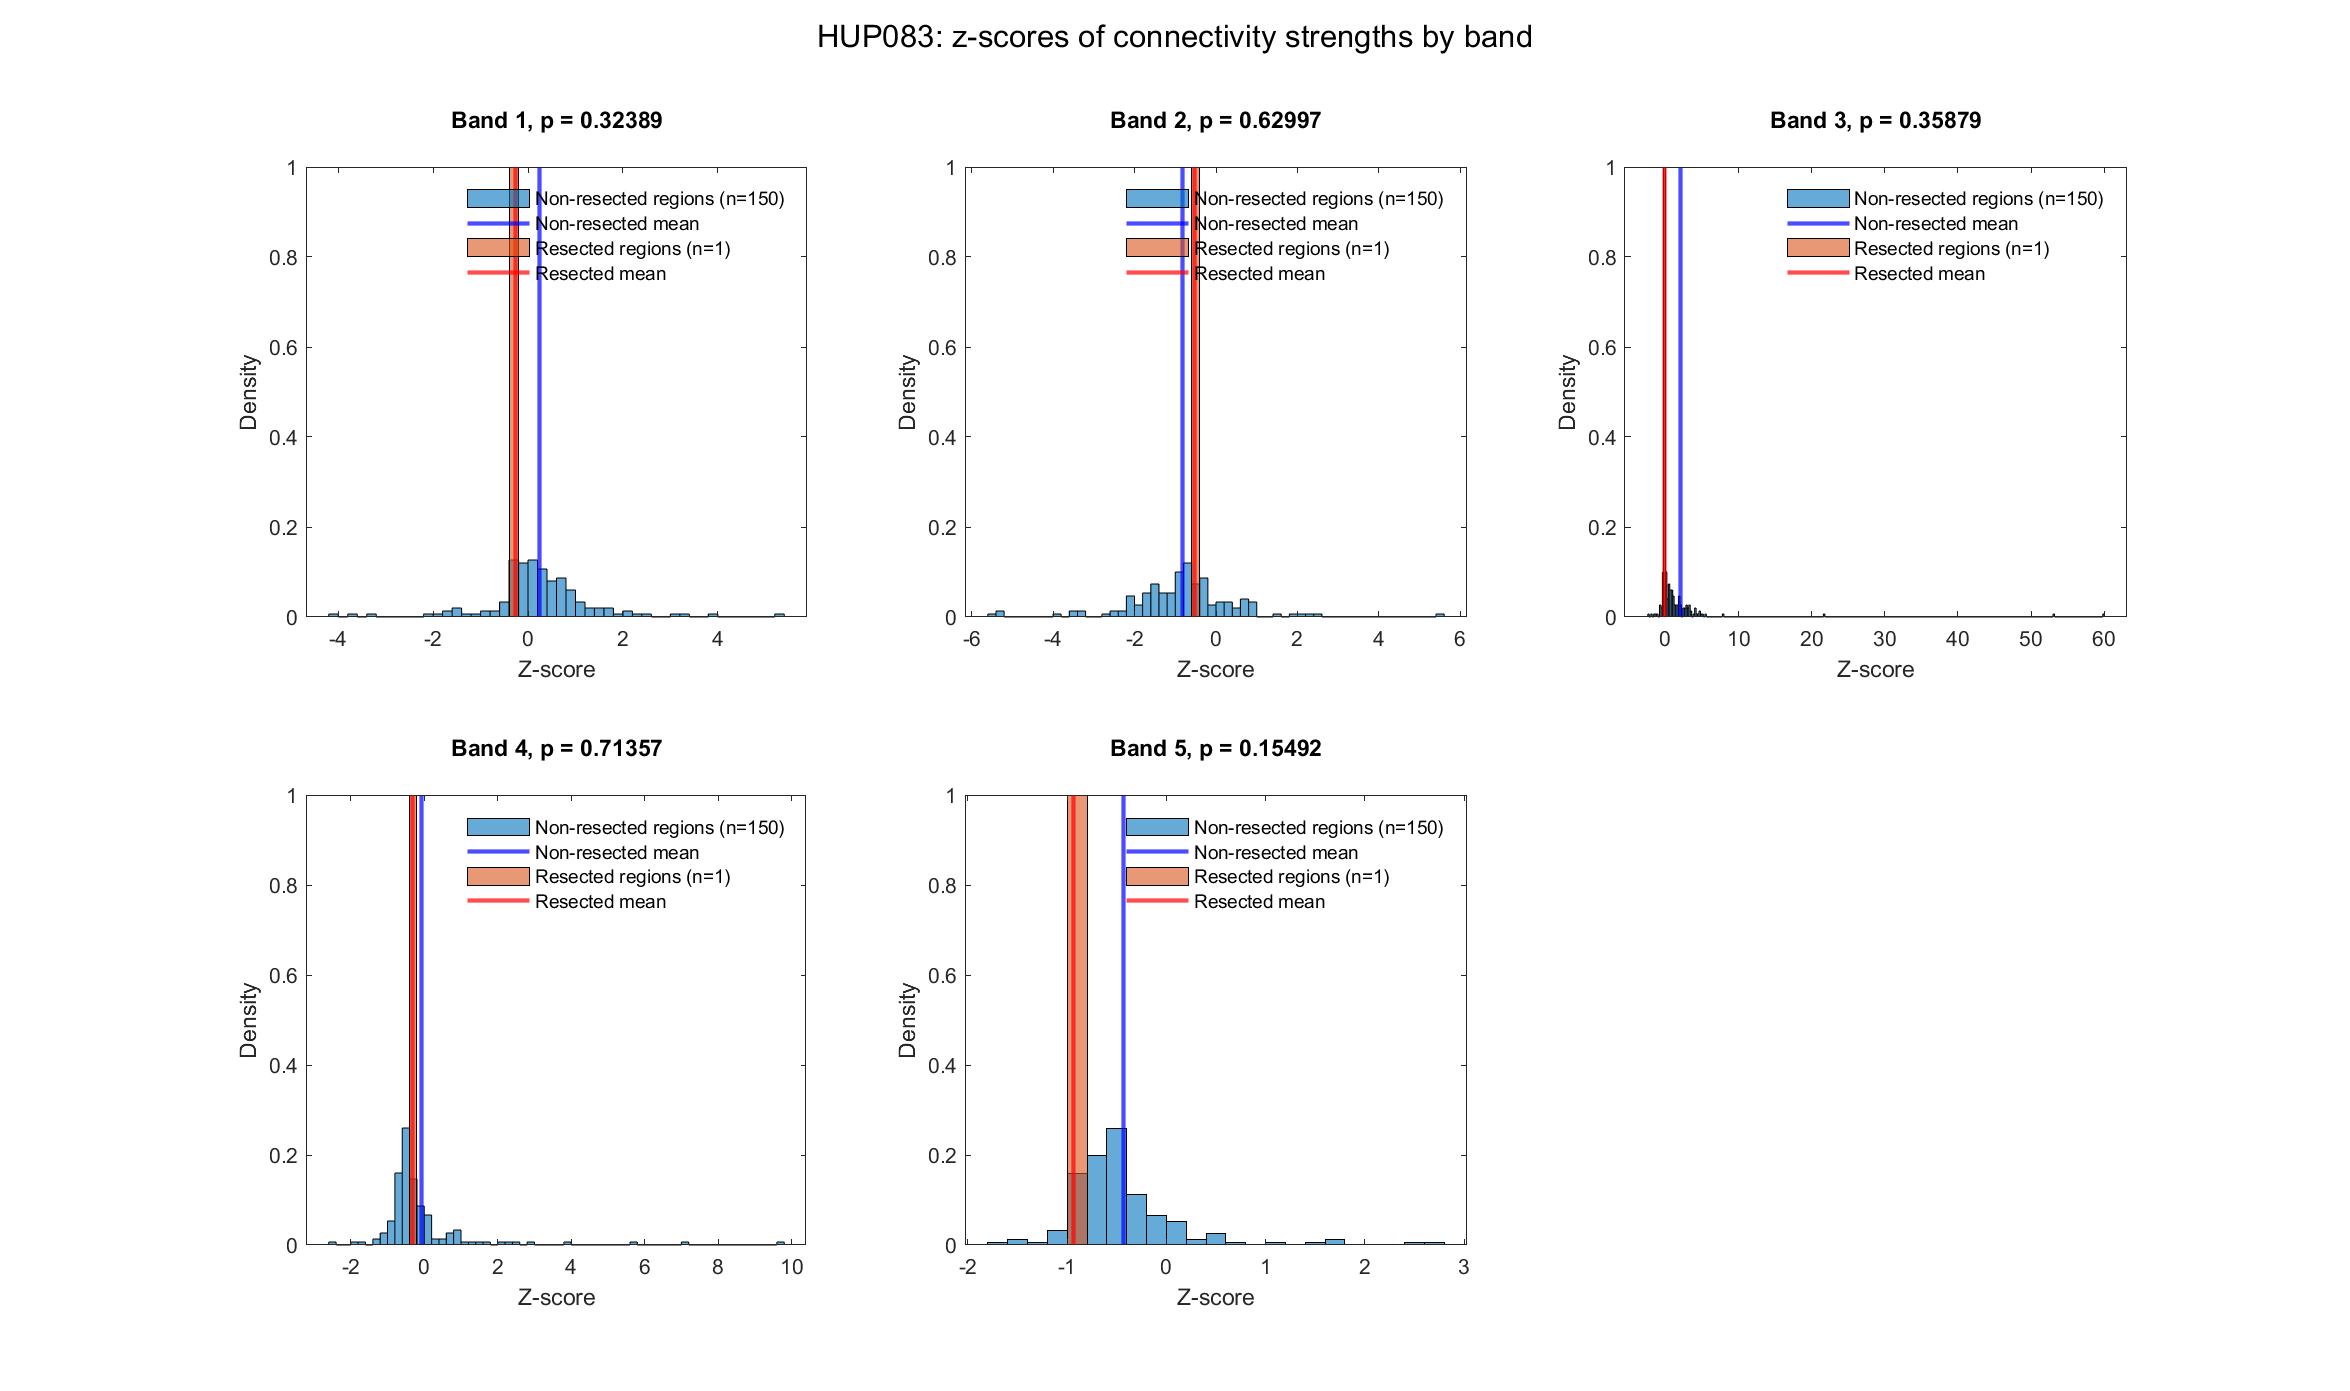 HUP083: z-scores of connectivity strengths by band
Band 1, p = 0.32389
1
0.8
0.6
0.4
0.2
0
Density
Non-resected regions (n=150)
Non-resected mean
Resected regions (n=1)
Resected mean
-4 -2 0 2 4
Z-score
Band 2, p = 0.62997
1
0.8
0.6
0.4
0.2
0
Density
Non-resected regions (n=150)
Non-resected mean
Resected regions (n=1)
Resected mean
-6 -4 -2 0 2 4 6
Z-score
Band 3, p = 0.35879
1
0.8
0.6
0.4
0.2
0
Density
Non-resected regions (n=150)
Non-resected mean
Resected regions (n=1)
Resected mean
0 10 20 30 40 50 60
Z-score
Band 4, p = 0.71357
1
0.8
0.6
0.4
0.2
0
Density
Non-resected regions (n=150)
Non-resected mean
Resected regions (n=1)
Resected mean
-2 0 2 4 6 8 10
Z-score
Band 5, p = 0.15492
1
0.8
0.6
0.4
0.2
0
Density
Non-resected regions (n=150)
Non-resected mean
Resected regions (n=1)
Resected mean
-2 -1 0 1 2 3
Z-score